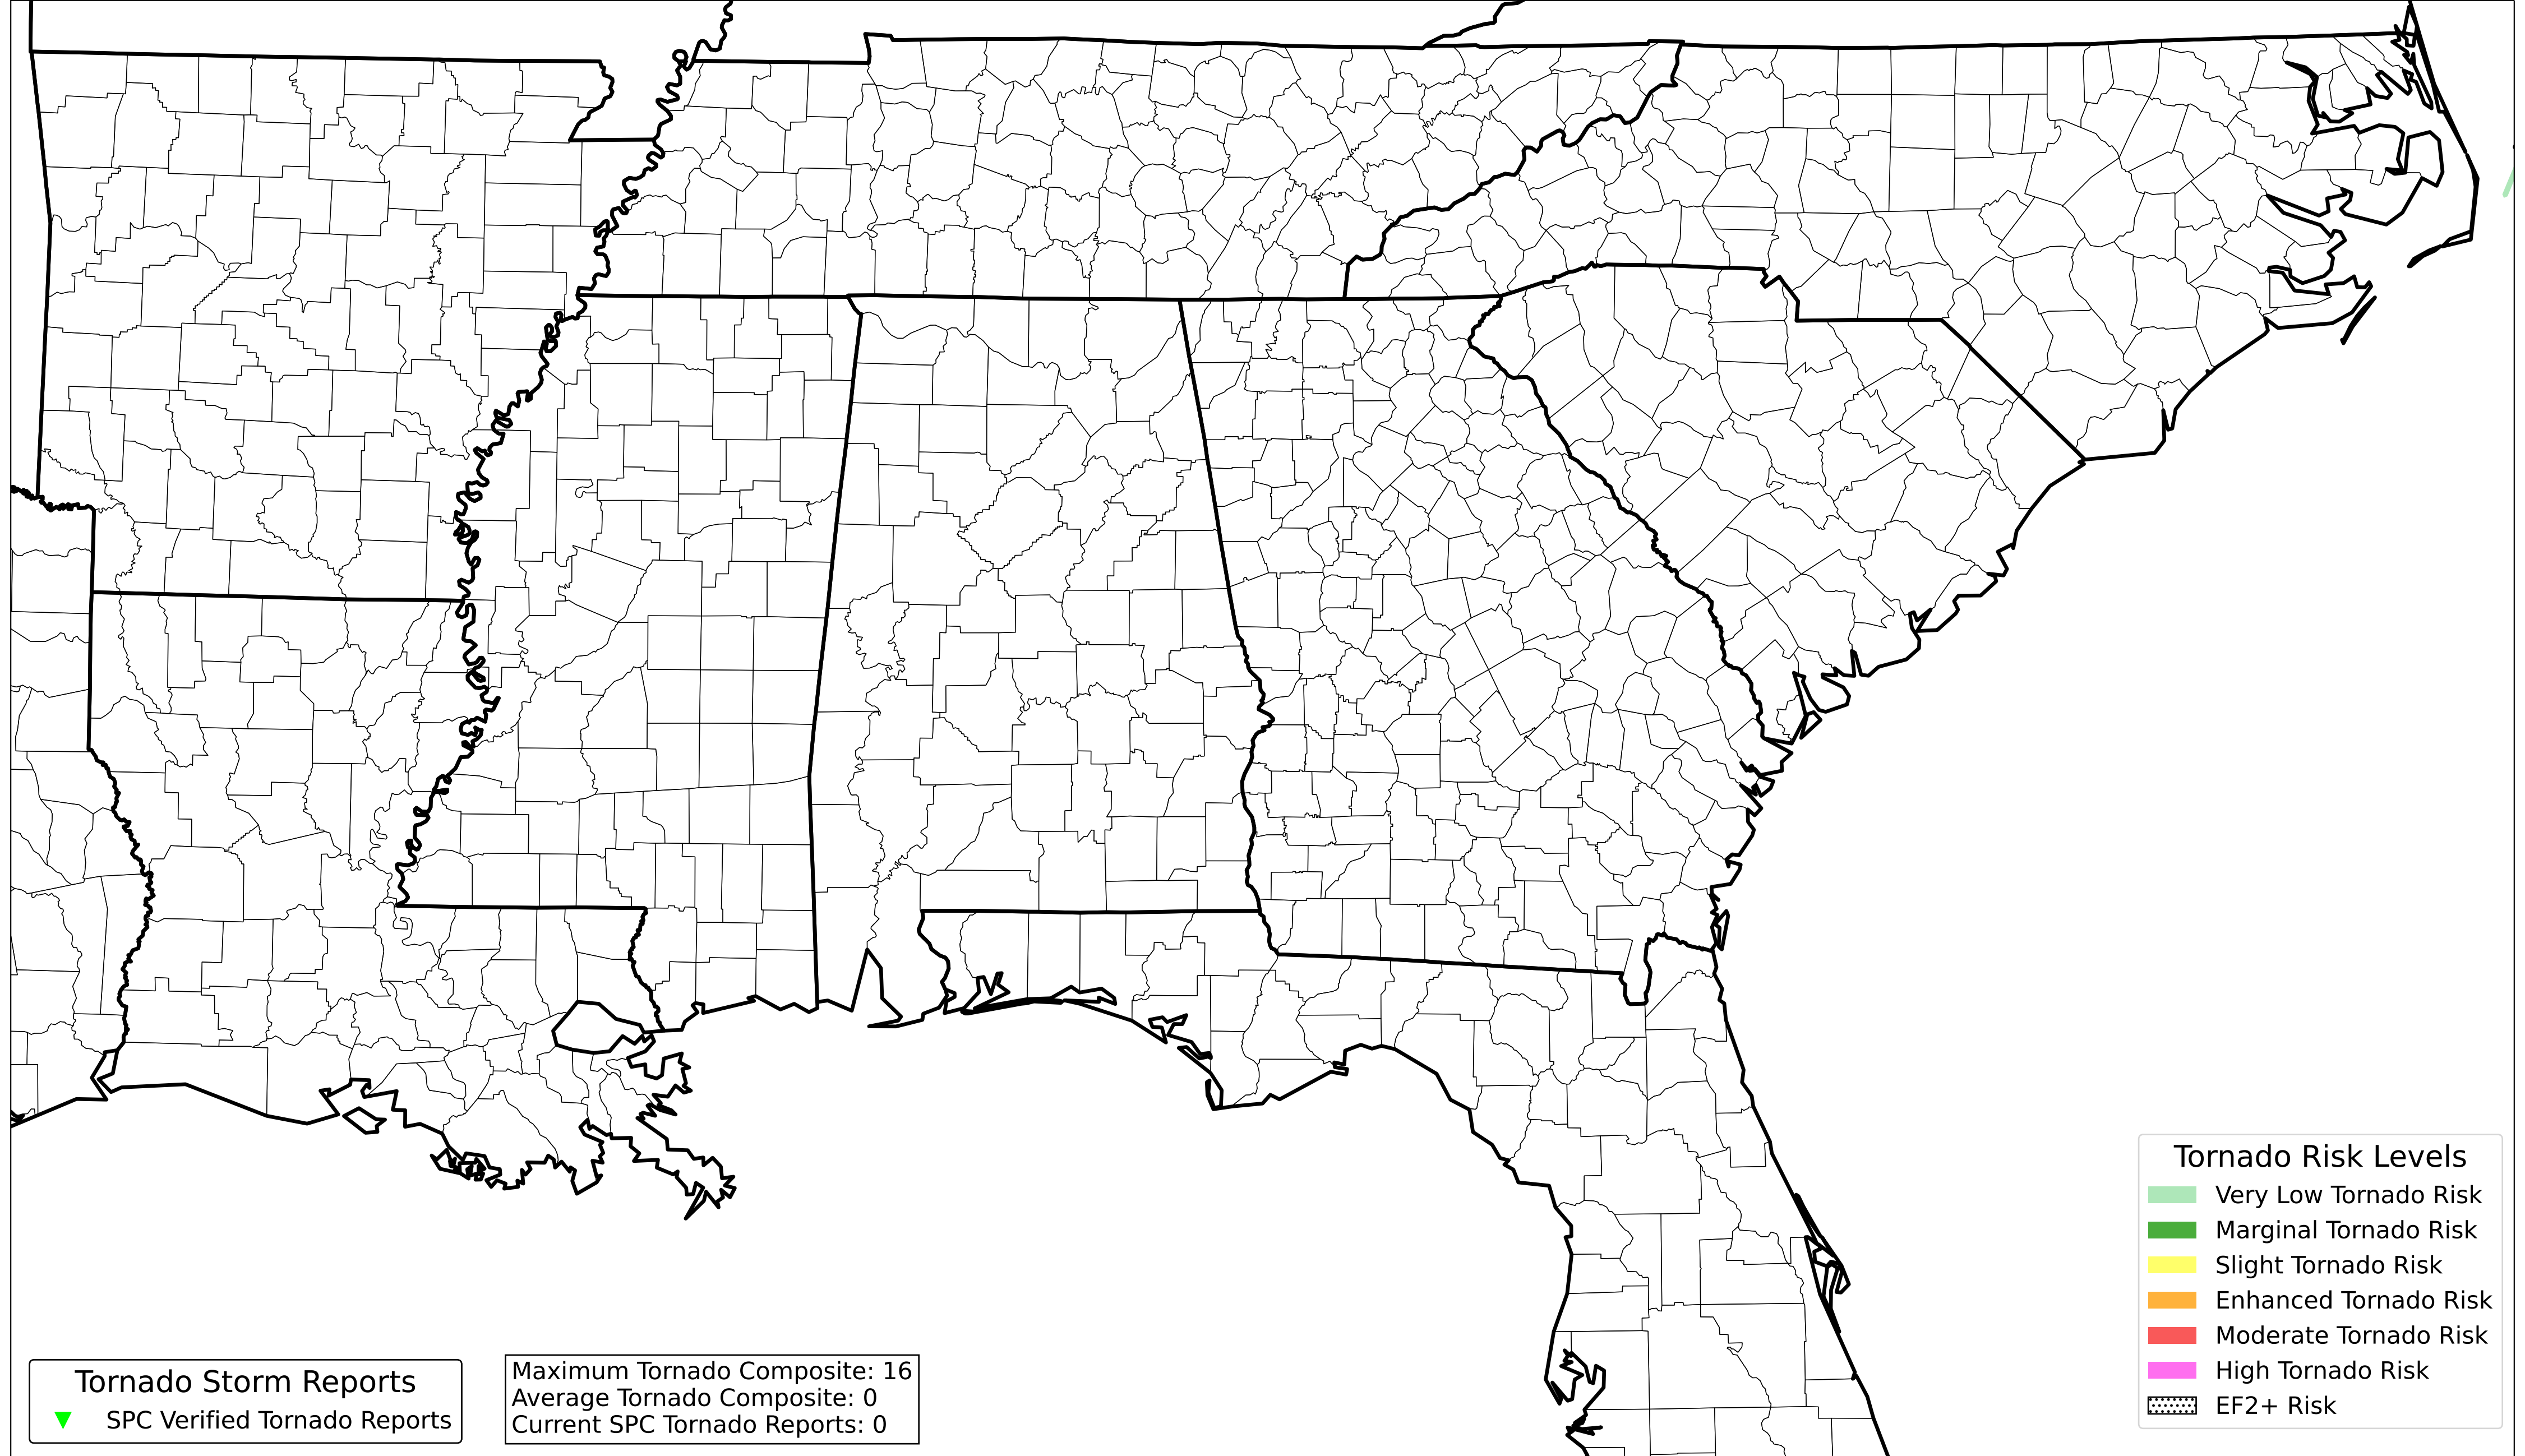 Tornado Risk Levels
Very Low Tornado Risk
Marginal Tornado Risk
Slight Tornado Risk
Enhanced Tornado Risk
Moderate Tornado Risk
High Tornado Risk
EF2+ Risk
Tornado Storm Reports
SPC Verified Tornado Reports
Maximum Tornado Composite: 16
Average Tornado Composite: 0
Current SPC Tornado Reports: 0